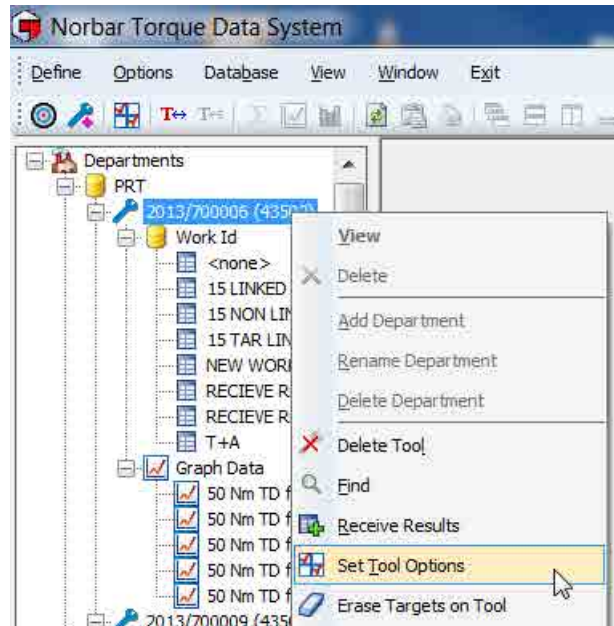 Norbar Torque Data System
Define Options Database View Window Exit
T T
Departments
PRT
2013/700006 (43502)
Work Id
<none>
15 LINKED
15 NON LIN
15 TAR LIN
NEW WOR
RECIEVE R
RECIEVE R
T+A
Graph Data
50 Nm TD f
50 Nm TD f
50 Nm TD f
50 Nm TD f
50 Nm TD f
2013/700009 (435
View
Delete
Add Department
Rename Department
Delete Department
Delete Tool
Find
Receive Results
Set Tool Options
Erase Targets on Tool